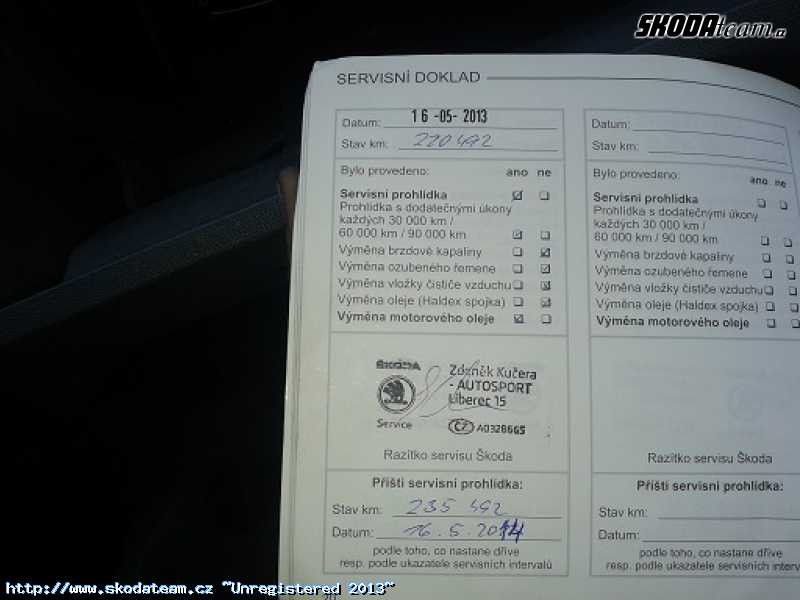 SKODAteam.cz
SERVISNÍ DOKLAD
Datum: 16 -05- 2013
Stav km: 220 492
Bylo provedeno: ano ne
Servisní prohlídka
Prohlídka s dodatečnými úkony
každých 30 000 km /
60 000 km / 90 000 km
Výměna brzdové kapaliny
Výměna ozubeného řemene
Výměna vložky čističe vzduchu
Výměna oleje (Haldex spojka)
Výměna motorového oleje
ŠKODA
Service
Zdeněk Kučera
- AUTOSPORT
Liberec 15
CZ A0328665
Razítko servisu Škoda
Příští servisní prohlídka:
Stav km: 235 492
Datum: 16.5.2014
podle toho, co nastane dříve
resp. podle ukazatele servisních intervalů
Datum:
Stav km:
Bylo provedeno: ano ne
Servisní prohlídka
Prohlídka s dodatečnými úkony
každých 30 000 km /
60 000 km / 90 000 km
Výměna brzdové kapaliny
Výměna ozubeného řemene
Výměna vložky čističe vzduchu
Výměna oleje (Haldex spojka)
Výměna motorového oleje
Razítko servisu Škoda
Příští servisní prohlídka:
Stav km:
Datum:
podle toho, co nastane dříve
resp. podle ukazatele servisních inter
http://www.skodateam.cz "Unregistered 2013"